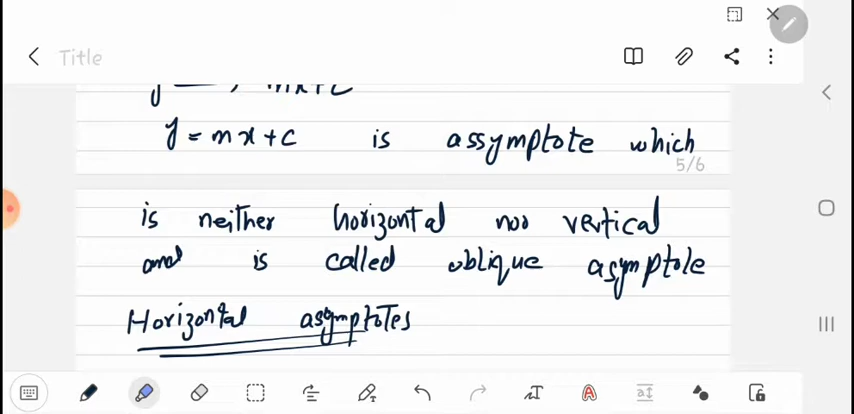 Title
y mx+c
y = mx + c is assymptote which
5/6
is neither horizontal nor vertical
and is called oblique asymptote
Horizontal asymptotes